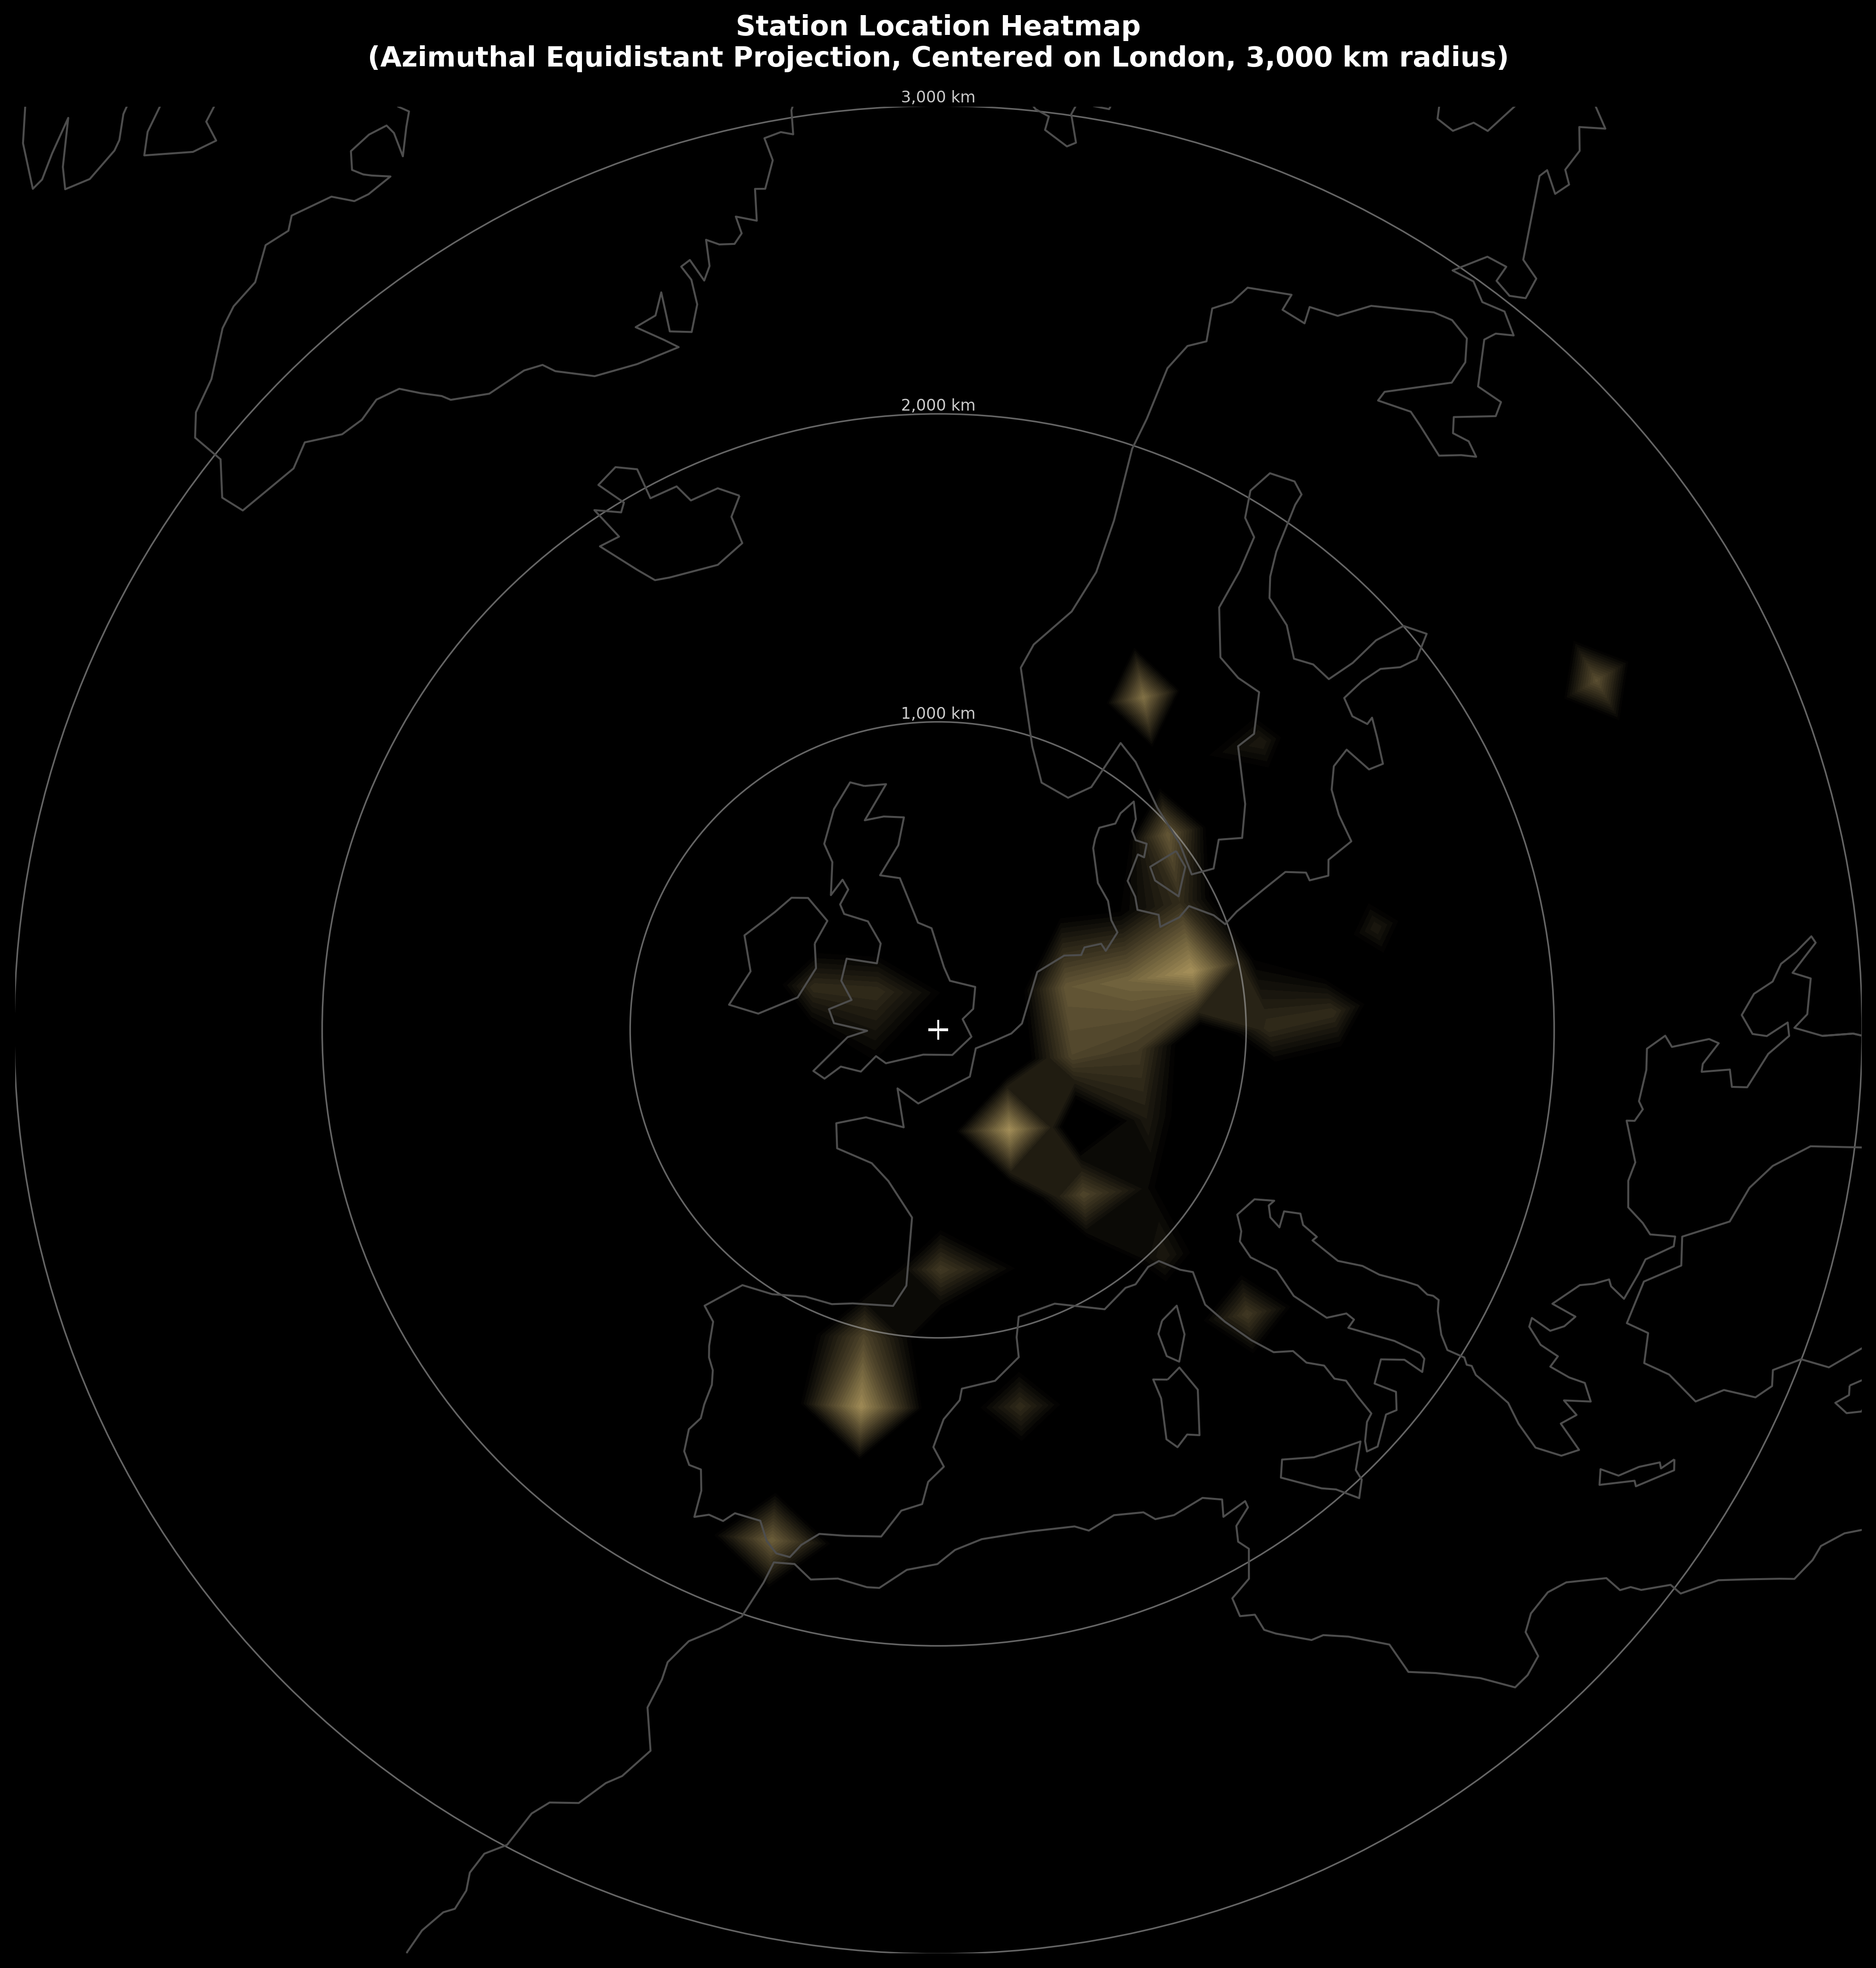 Station Location Heatmap
(Azimuthal Equidistant Projection, Centered on London, 3,000 km radius)
3,000 km
2,000 km
1,000 km